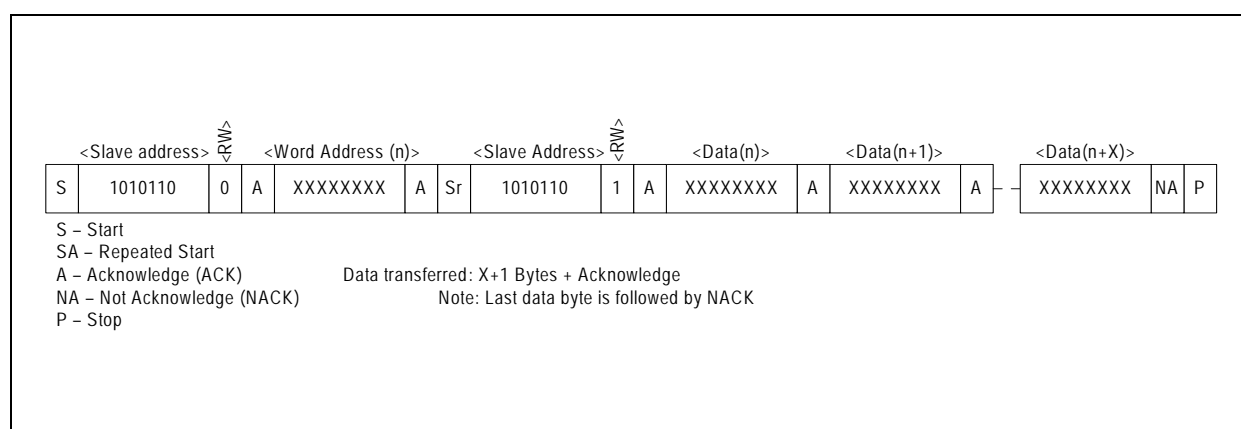 <Slave address> <RW> <Word Address (n)> <Slave Address> <RW> <Data(n)> <Data(n+1)> <Data(n+X)>
S 1010110 0 A XXXXXXXX A Sr 1010110 1 A XXXXXXXX A XXXXXXXX A XXXXXXXX NA P
S – Start
SA – Repeated Start
A – Acknowledge (ACK) Data transferred: X+1 Bytes + Acknowledge
NA – Not Acknowledge (NACK) Note: Last data byte is followed by NACK
P – Stop